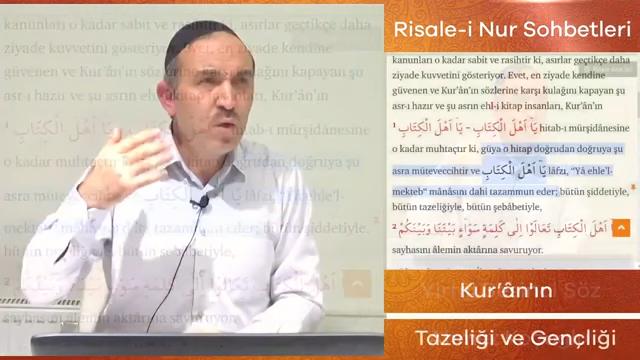 Risale-i Nur Sohbetleri
kanunları o kadar sabit ve rasihtir ki, asırlar geçtikçe daha
ziyade kuvvetini gösteriyor. Evet, en ziyade kendine
güvenen ve Kur'ân'ın sözlerine karşı kulağını kapayan şu
asr-ı hazır ve şu asrın ehl-i kitap insanları, Kur'ân'ın
يَٓا اَهْلَ الْكِتَابِ - يَٓا اَهْلَ الْكِتَابِ 1 hitab-ı mürşidânesine
o kadar muhtaçtır ki, güya o hitap doğrudan doğruya şu
asra müteveccihtir ve يَٓا اَهْلَ الْكِتَابِ lâfzı, "Yâ ehle'l-
mekteb" mânâsını dahi tazammun eder; bütün şiddetiyle,
bütün tazeliğiyle, bütün şebâbetiyle,
اَهْلَ الْكِتَابِ تَعَالَوْا اِلٰى كَلِمَةٍ سَوَٓاءٍ بَيْنَنَا وَبَيْنَكُمْ 2
sayhasını âlemin aktârına savuruyor.
Kur'ân'ın
Tazeliği ve Gençliği